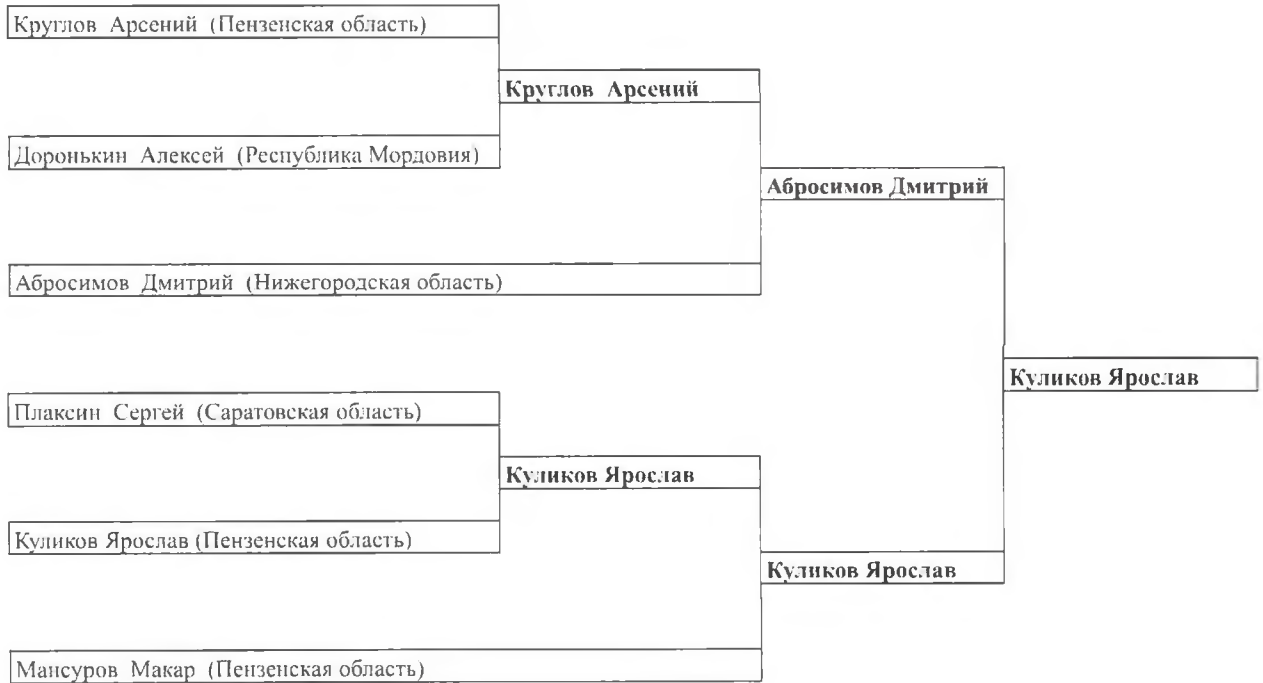 Круглов Арсений (Пензенская область)
Круглов Арсений
Доронькин Алексей (Республика Мордовия)
Абросимов Дмитрий
Абросимов Дмитрий (Нижегородская область)
Куликов Ярослав
Плаксин Сергей (Саратовская область)
Куликов Ярослав
Куликов Ярослав (Пензенская область)
Куликов Ярослав
Мансуров Макар (Пензенская область)